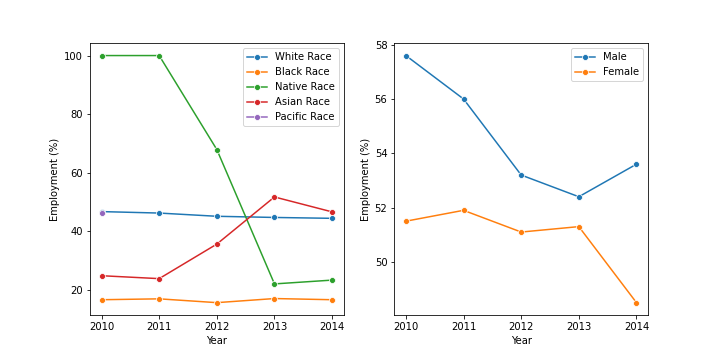 100
80
60
40
20
Employment (%)
2010 2011 2012 2013 2014
Year
White Race
Black Race
Native Race
Asian Race
Pacific Race
58
56
54
52
50
Employment (%)
2010 2011 2012 2013 2014
Year
Male
Female